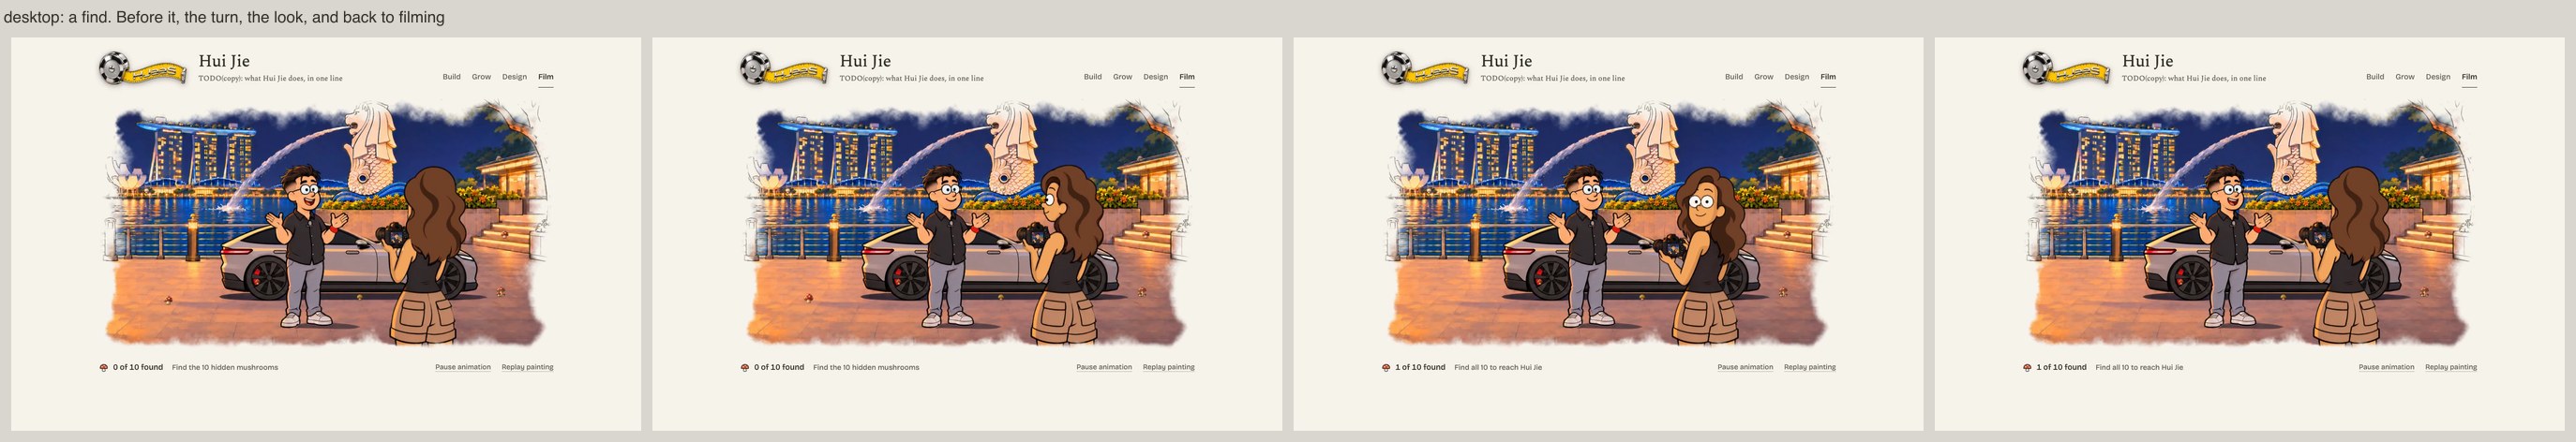 desktop: a find. Before it, the turn, the look, and back to filming
Hui Jie
TODO(copy): what Hui Jie does, in one line
Build Grow Design Film
0 of 10 found Find the 10 hidden mushrooms
Pause animation Replay painting
Hui Jie
TODO(copy): what Hui Jie does, in one line
Build Grow Design Film
0 of 10 found Find the 10 hidden mushrooms
Pause animation Replay painting
Hui Jie
TODO(copy): what Hui Jie does, in one line
Build Grow Design Film
1 of 10 found Find all 10 to reach Hui Jie
Pause animation Replay painting
Hui Jie
TODO(copy): what Hui Jie does, in one line
Build Grow Design Film
1 of 10 found Find all 10 to reach Hui Jie
Pause animation Replay painting